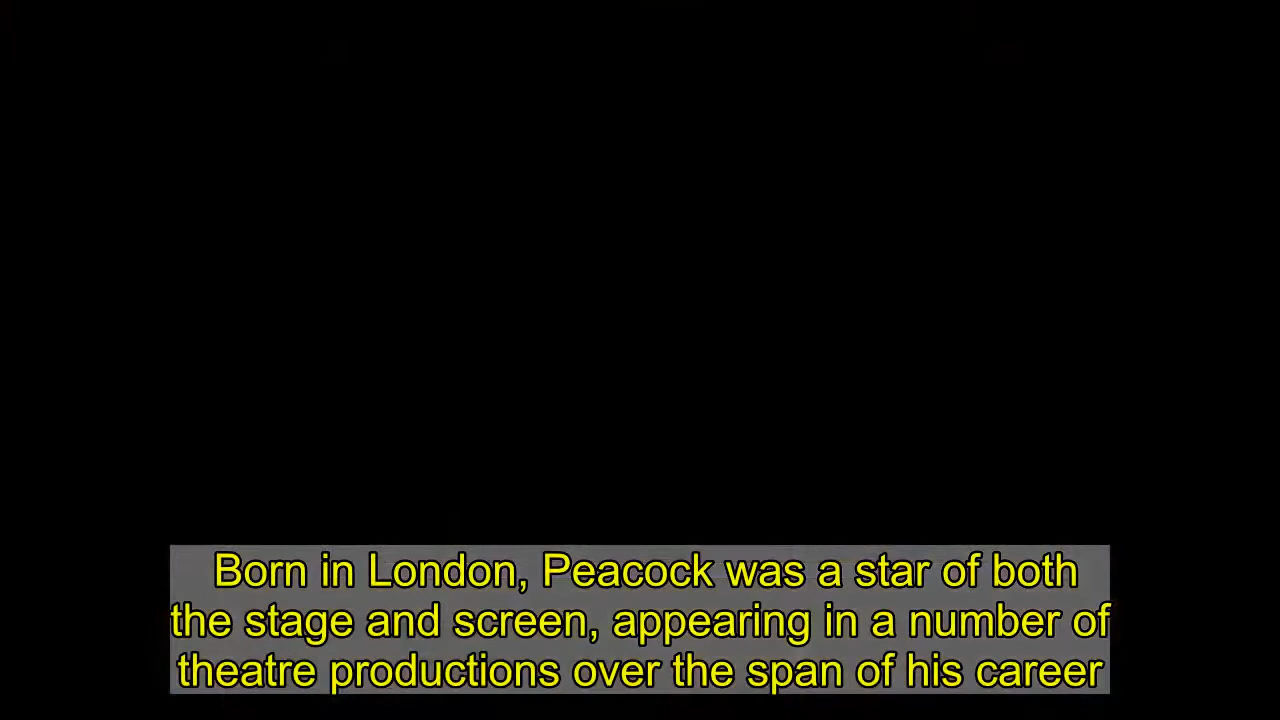 Born in London, Peacock was a star of both
the stage and screen, appearing in a number of
theatre productions over the span of his career